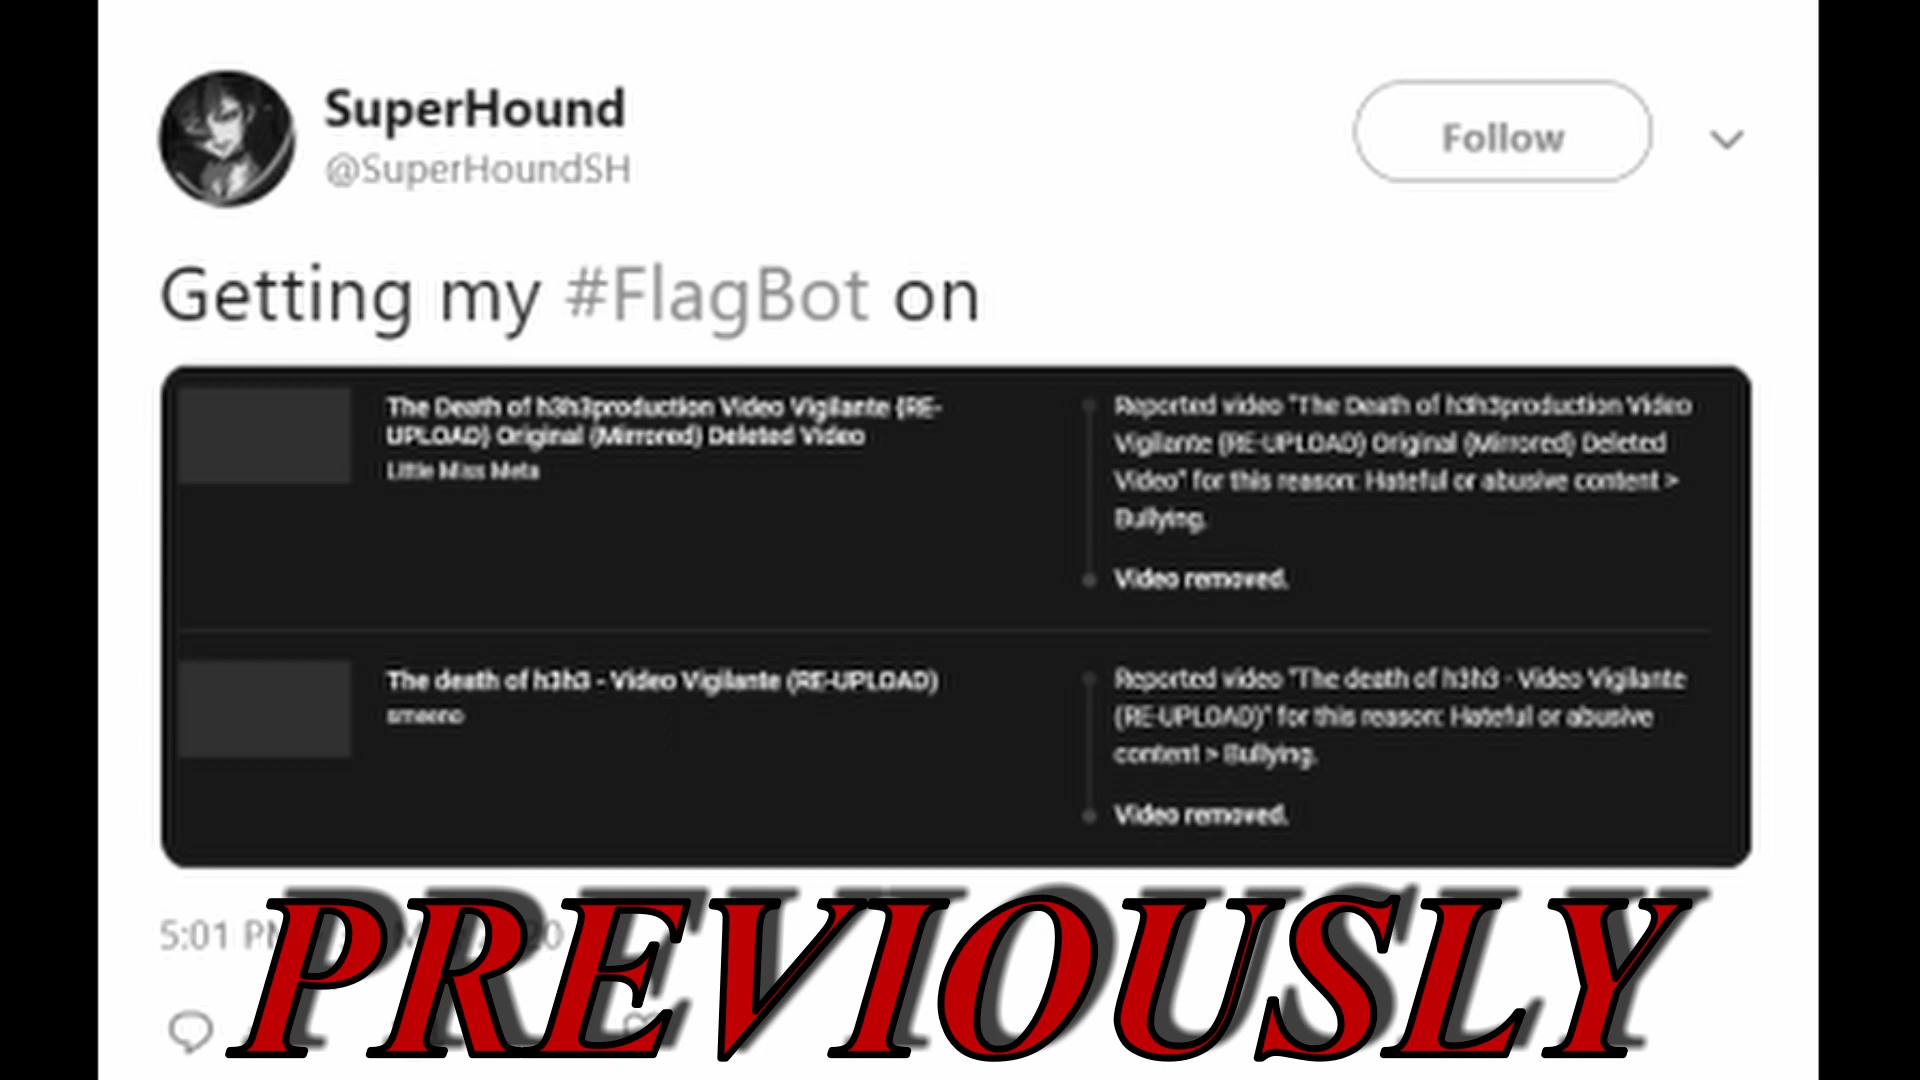 SuperHound
@SuperHoundSH
Follow
Getting my #FlagBot on
The Death of h3h3production Video Vigilante (RE-
UPLOAD) Original (Mirrored) Deleted Video
Little Miss Meta
Reported video "The Death of h3h3production Video
Vigilante (RE-UPLOAD) Original (Mirrored) Deleted
Video" for this reason: Hateful or abusive content >
Bullying.
Video removed.
The death of h3h3 - Video Vigilante (RE-UPLOAD)
smeeno
Reported video "The death of h3h3 - Video Vigilante
(RE-UPLOAD)" for this reason: Hateful or abusive
content > Bullying.
Video removed.
5:01
PREVIOUSLY